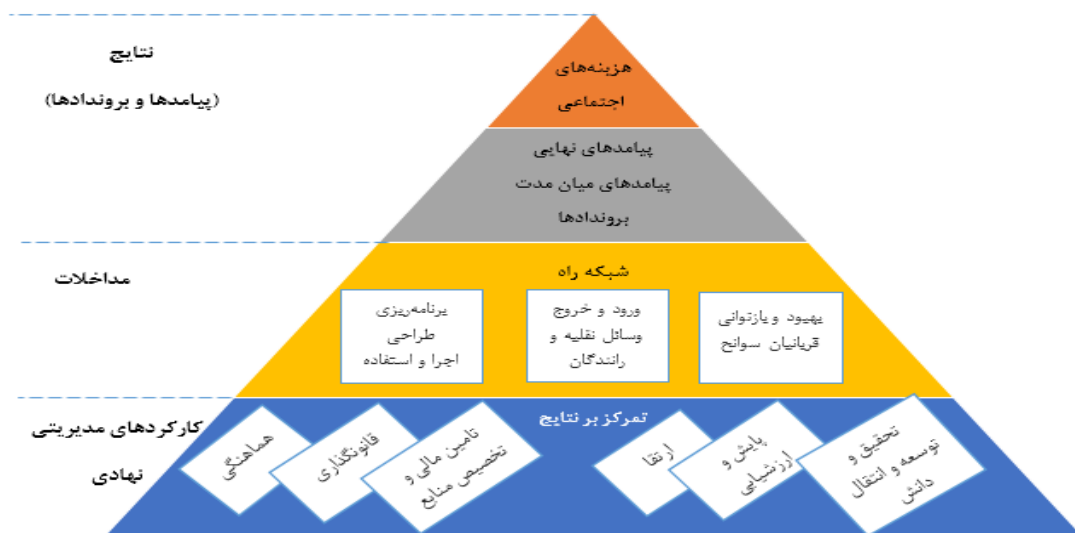 نتایج
(پیامدها و بروندادها)
هزینه‌های
اجتماعی
پیامدهای نهایی
پیامدهای میان مدت
بروندادها
مداخلات
شبکه راه
بهبود و بازتوانی
قربانیان سوانح
ورود و خروج
وسائل نقلیه و
رانندگان
برنامه‌ریزی
طراحی
اجرا و استفاده
کارکردهای مدیریتی
نهادی
تمرکز بر نتایج
تحقیق و
توسعه و انتقال
دانش
پایش و
ارزشیابی
ارتقا
تامین مالی و
تخصیص منابع
قانونگذاری
هماهنگی